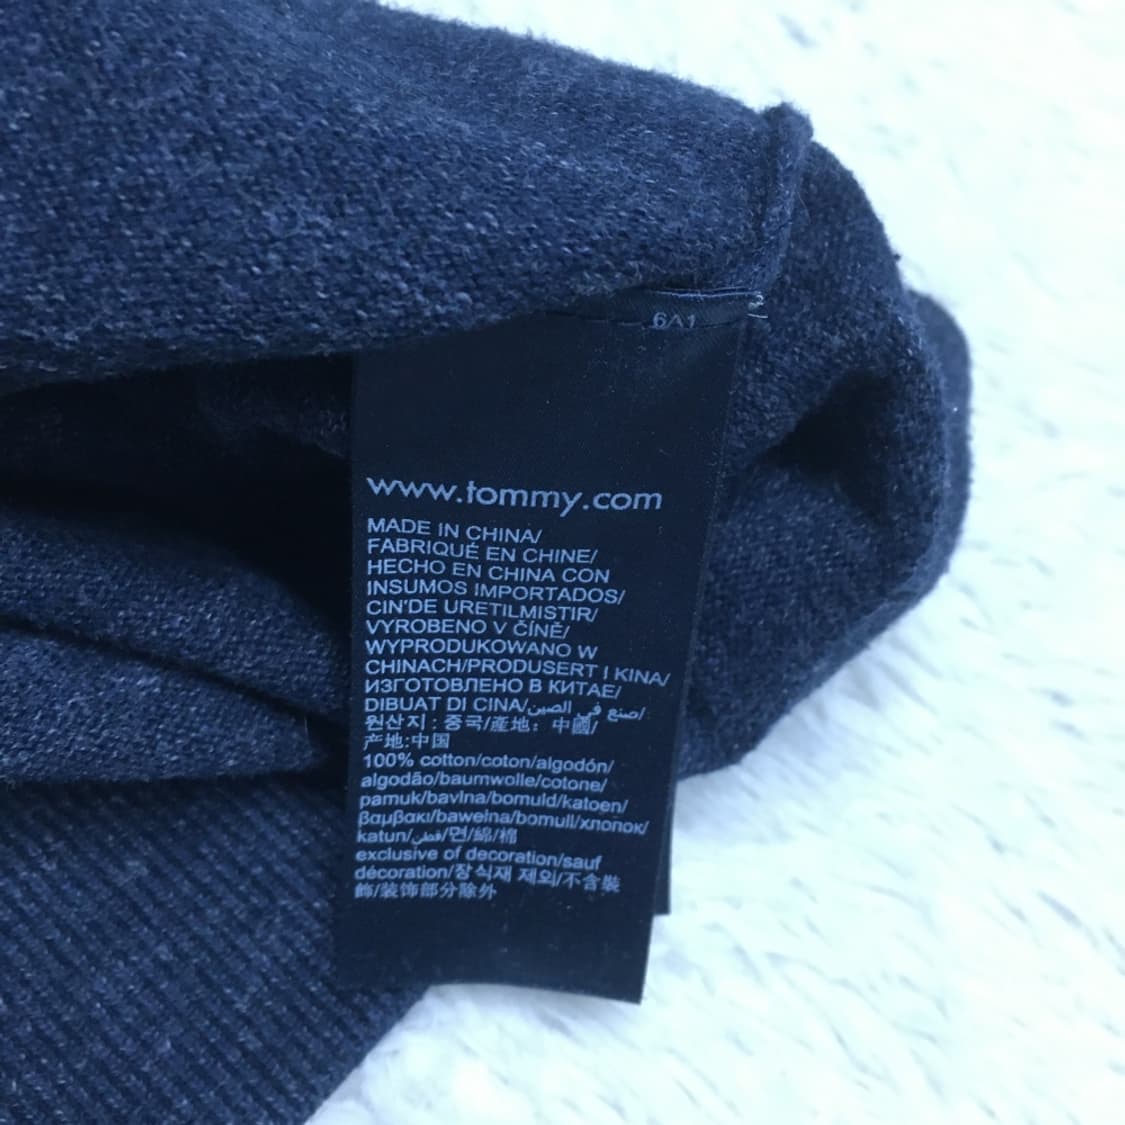 6A1
www.tommy.com
MADE IN CHINA/
FABRIQUÉ EN CHINE/
HECHO EN CHINA CON
INSUMOS IMPORTADOS/
CIN'DE URETILMISTIR/
VYROBENO V ČÍNĚ/
WYPRODUKOWANO W
CHINACH/PRODUSERT I KINA/
ИЗГОТОВЛЕНО В КИТАЕ/
DIBUAT DI CINA/صنع في الصين/
원산지 : 중국/産地: 中國/
产地:中国
100% cotton/coton/algodón/
algodão/baumwolle/cotone/
pamuk/bavlna/bomuld/katoen/
βαμβακι/bawełna/bomull/хлопок/
katun/قطن/면/綿/棉
exclusive of decoration/sauf
décoration/장식재 제외/不含裝
飾/装饰部分除外